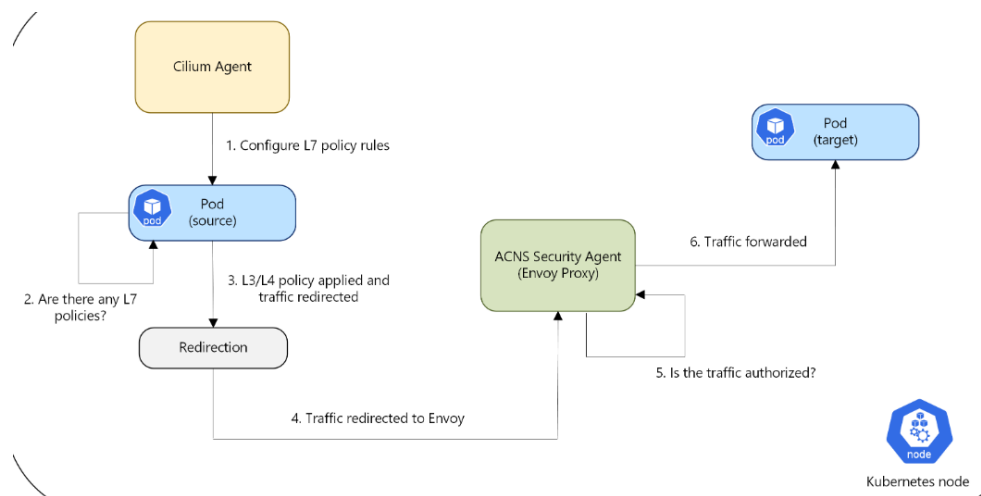 Cilium Agent
1. Configure L7 policy rules
pod
Pod
(source)
2. Are there any L7
policies?
3. L3/L4 policy applied and
traffic redirected
Redirection
4. Traffic redirected to Envoy
ACNS Security Agent
(Envoy Proxy)
5. Is the traffic authorized?
6. Traffic forwarded
pod
Pod
(target)
node
Kubernetes node